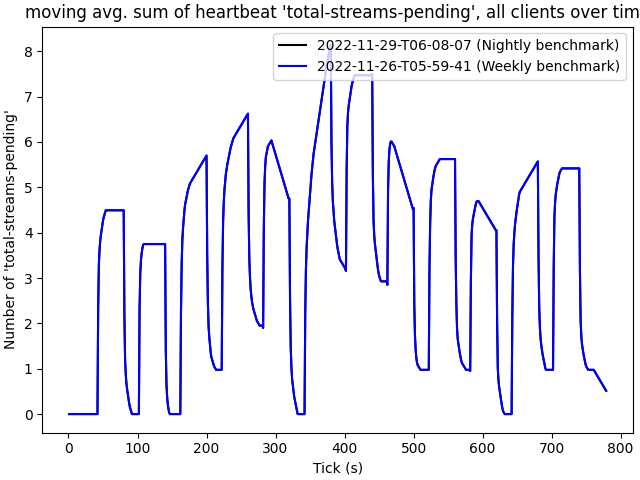 moving avg. sum of heartbeat 'total-streams-pending', all clients over tim
2022-11-29-T06-08-07 (Nightly benchmark)
2022-11-26-T05-59-41 (Weekly benchmark)
Number of 'total-streams-pending'
8
7
6
5
4
3
2
1
0
0 100 200 300 400 500 600 700 800
Tick (s)